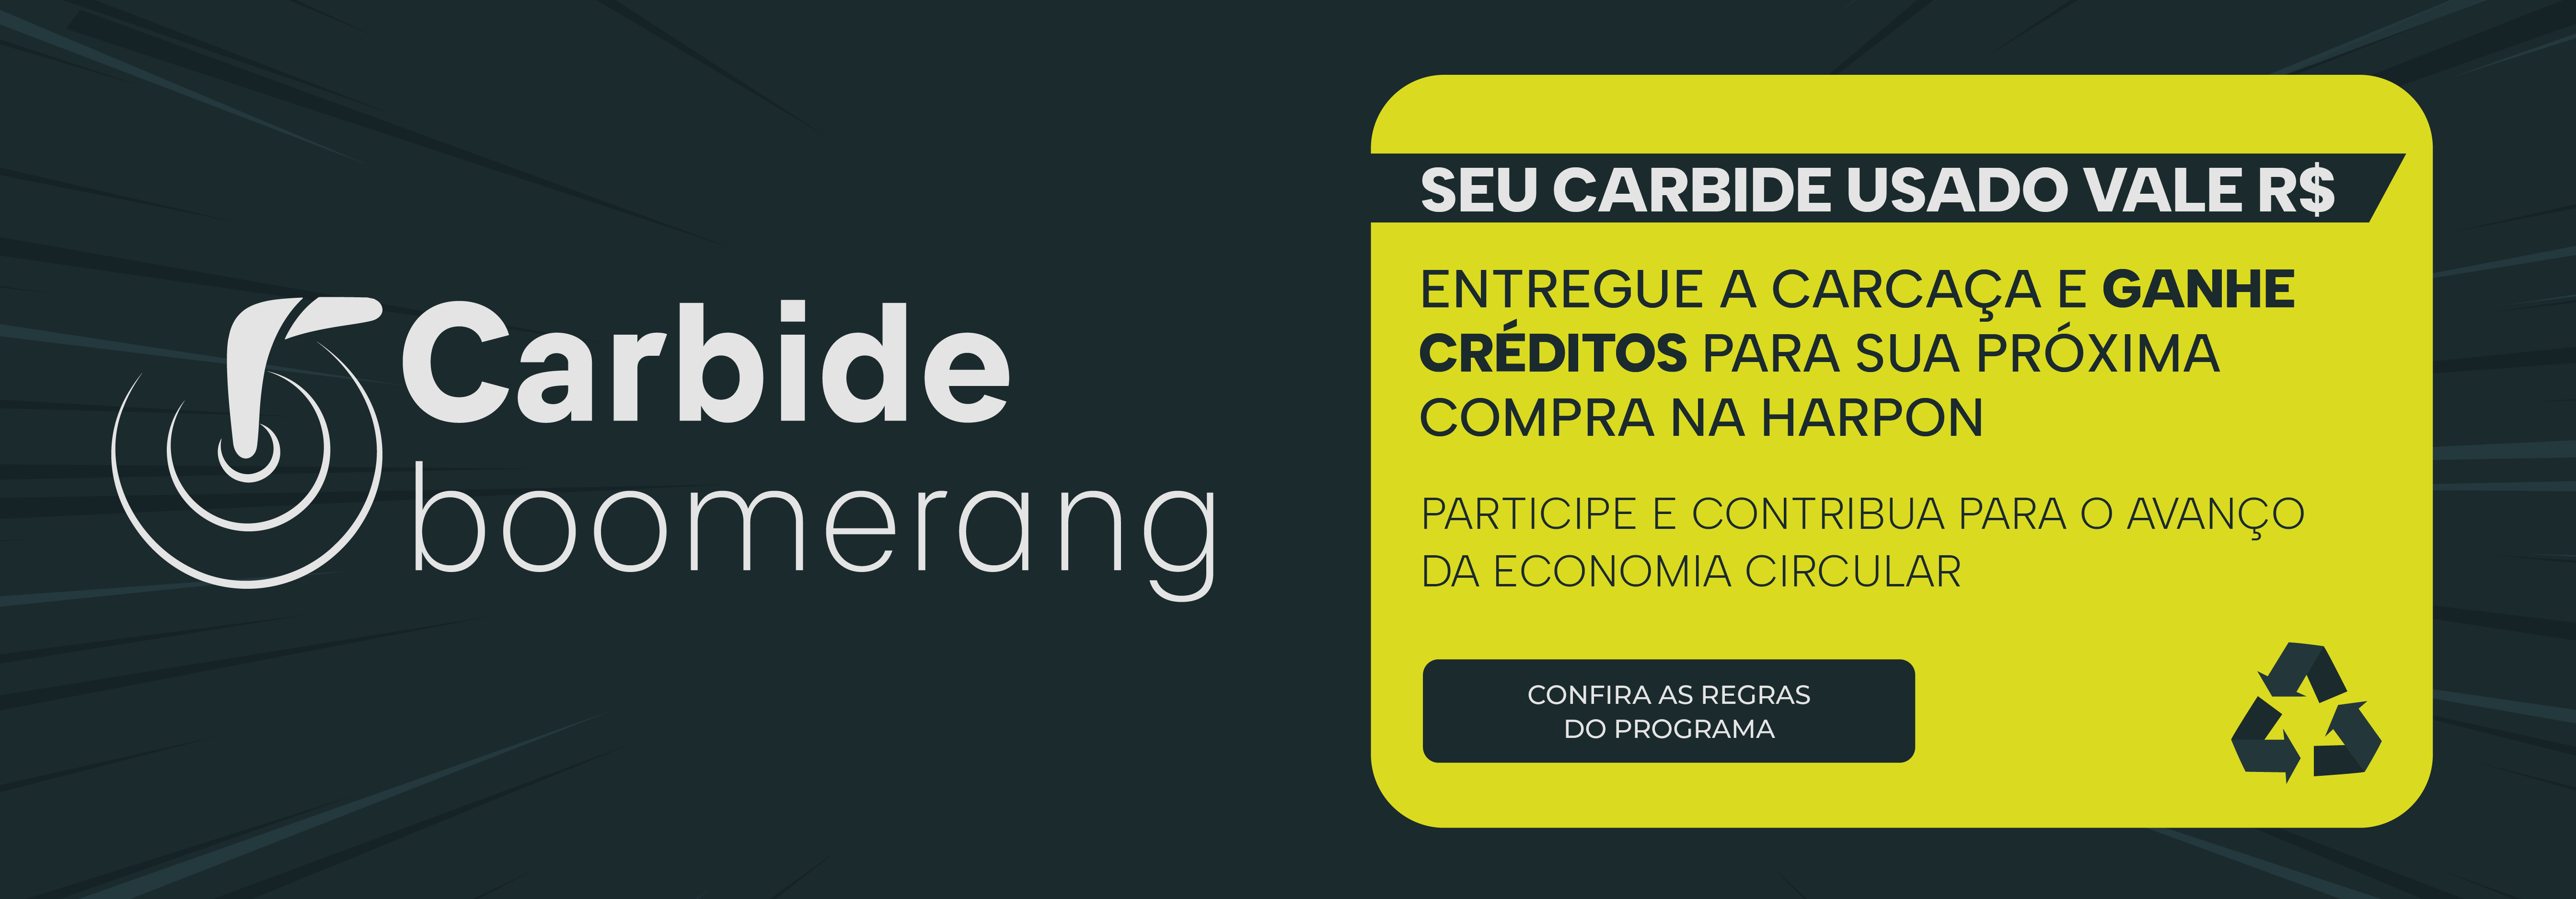 Carbide
boomerang
SEU CARBIDE USADO VALE R$
ENTREGUE A CARCAÇA E GANHE
CRÉDITOS PARA SUA PRÓXIMA
COMPRA NA HARPON
PARTICIPE E CONTRIBUA PARA O AVANÇO
DA ECONOMIA CIRCULAR
CONFIRA AS REGRAS
DO PROGRAMA